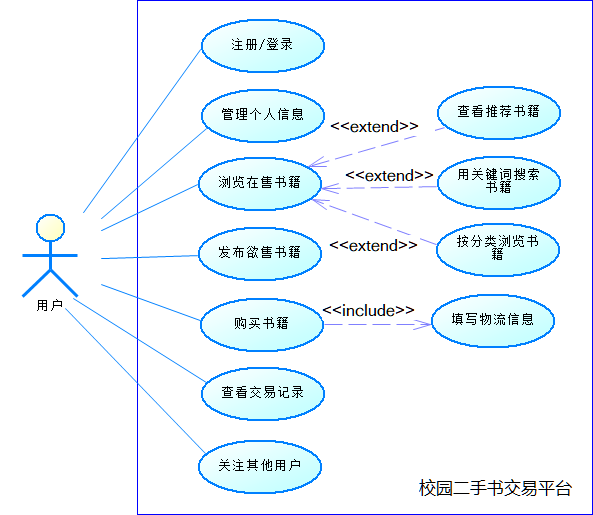 注册/登录
管理个人信息
<<extend>>
查看推荐书籍
浏览在售书籍
<<extend>>
用关键词搜索
书籍
发布欲售书籍
<<extend>>
按分类浏览书
籍
用户
购买书籍
<<include>>
填写物流信息
查看交易记录
关注其他用户
校园二手书交易平台